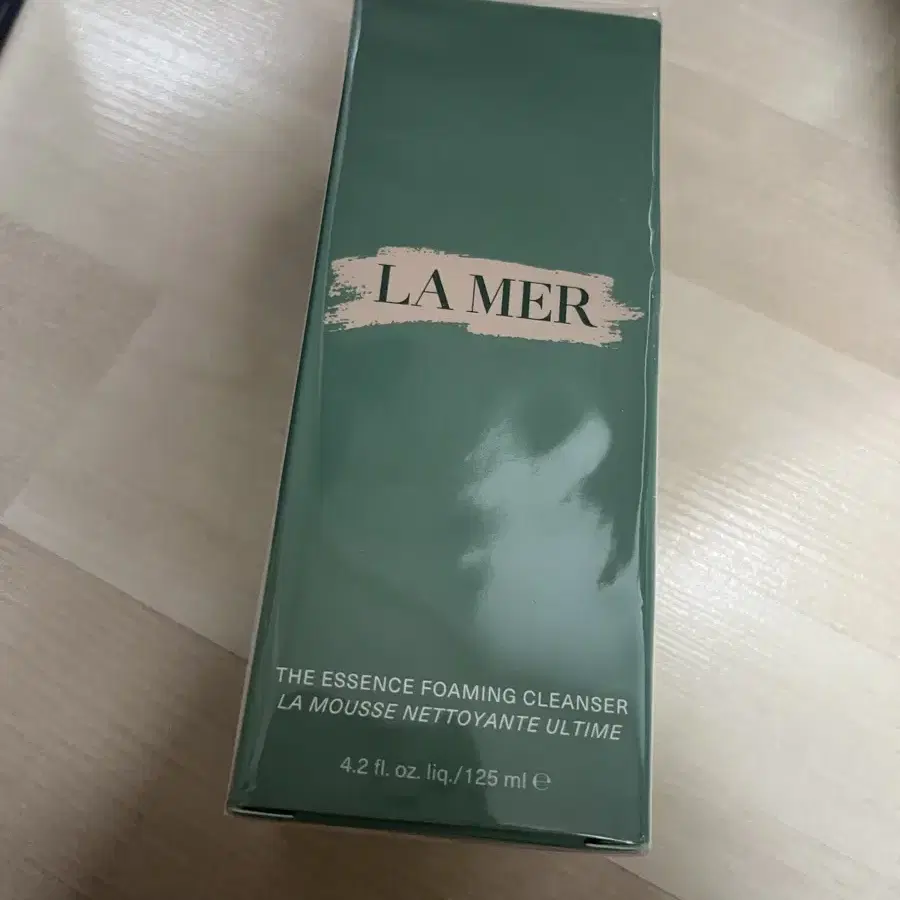 LA MER
THE ESSENCE FOAMING CLEANSER
LA MOUSSE NETTOYANTE ULTIME
4.2 fl. oz. liq./125 ml ℮